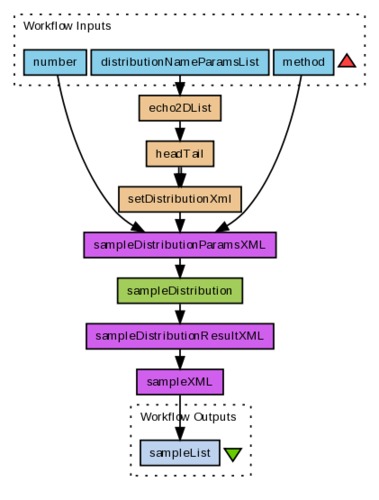 Workflow Inputs
number distributionNameParamsList method
echo2DList
headTail
setDistributionXml
sampleDistributionParamsXML
sampleDistribution
sampleDistributionResultXML
sampleXML
Workflow Outputs
sampleList